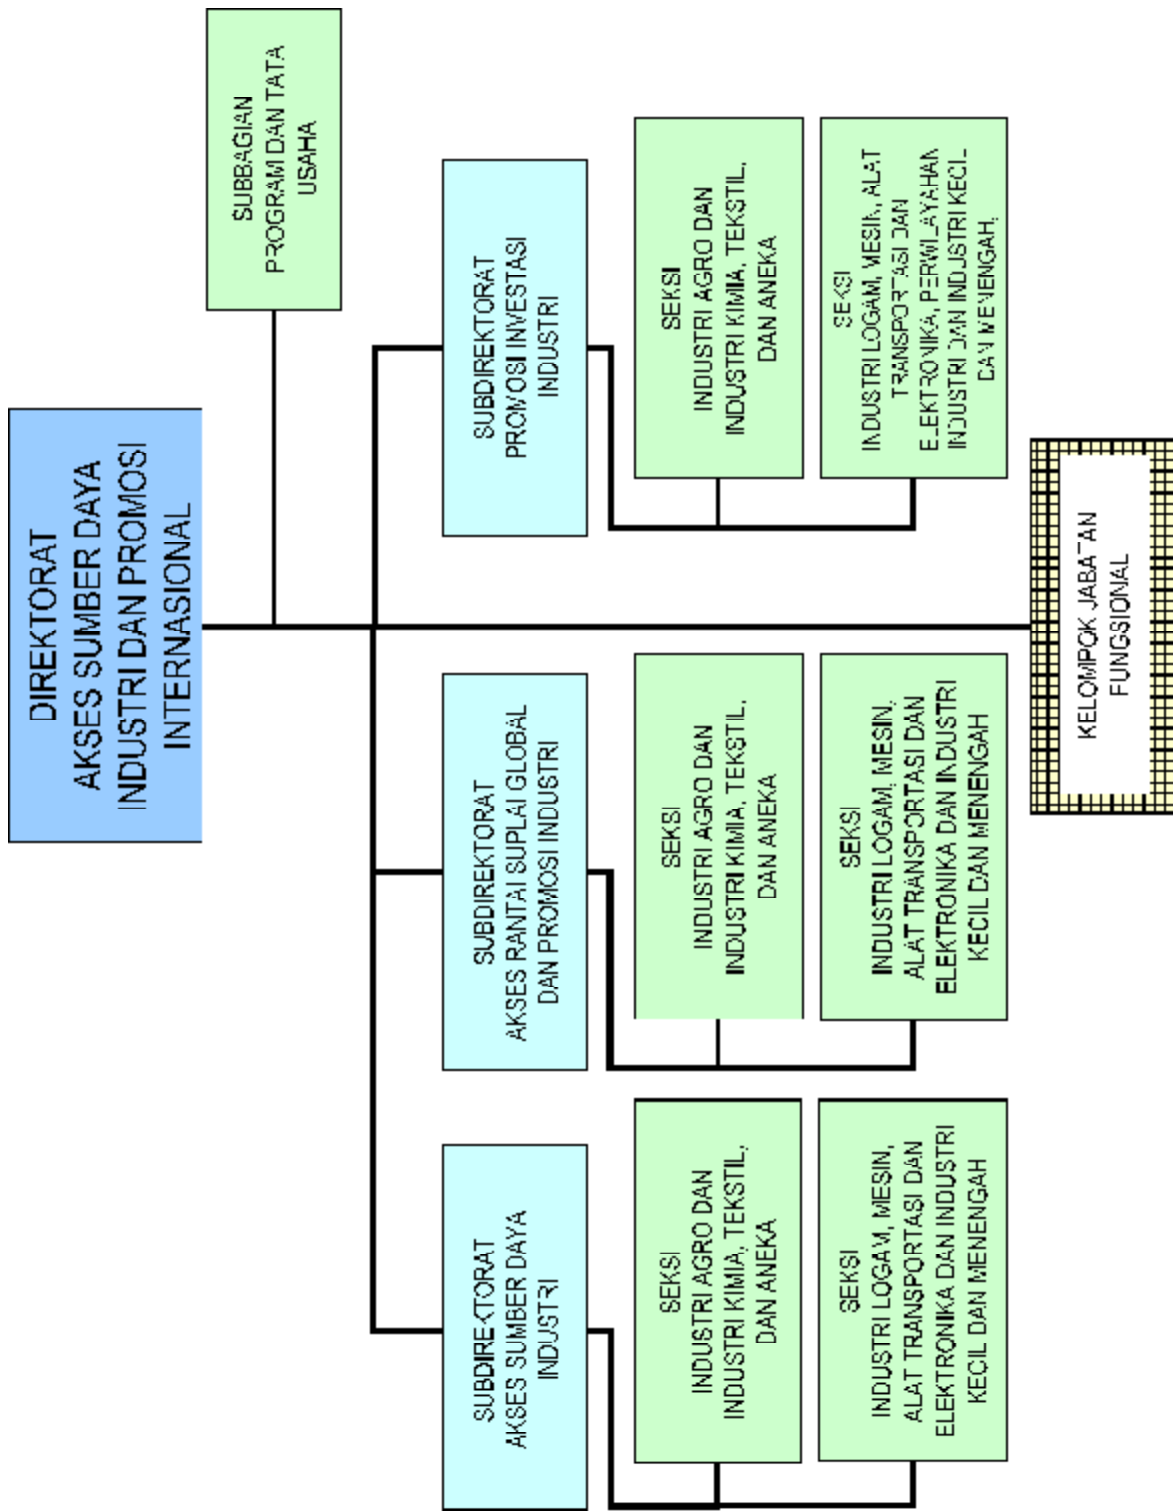 DIREKTORAT
AKSES SUMBER DAYA
INDUSTRI DAN PROMOSI
INTERNASIONAL
SUBBAGIAN
PROGRAM DAN TATA
USAHA
SUBDIREKTORAT
AKSES SUMBER DAYA
INDUSTRI
SUBDIREKTORAT
AKSES RANTAI SUPLAI GLOBAL
DAN PROMOSI INDUSTRI
SUBDIREKTORAT
PROMOSI INVESTASI
INDUSTRI
SEKSI
INDUSTRI AGRO DAN
INDUSTRI KIMIA, TEKSTIL,
DAN ANEKA
SEKSI
INDUSTRI AGRO DAN
INDUSTRI KIMIA, TEKSTIL,
DAN ANEKA
SEKSI
INDUSTRI AGRO DAN
INDUSTRI KIMIA, TEKSTIL,
DAN ANEKA
SEKSI
INDUSTRI LOGAM, MESIN,
ALAT TRANSPORTASI DAN
ELEKTRONIKA DAN INDUSTRI
KECIL DAN MENENGAH
SEKSI
INDUSTRI LOGAM, MESIN,
ALAT TRANSPORTASI DAN
ELEKTRONIKA DAN INDUSTRI
KECIL DAN MENENGAH
SEKSI
INDUSTRI LOGAM, MESIN, ALAT
TRANSPORTASI DAN
ELEKTRONIKA, PERWILAYAHAN
INDUSTRI DAN INDUSTRI KECIL
DAN MENENGAH,
KELOMPOK JABATAN
FUNGSIONAL